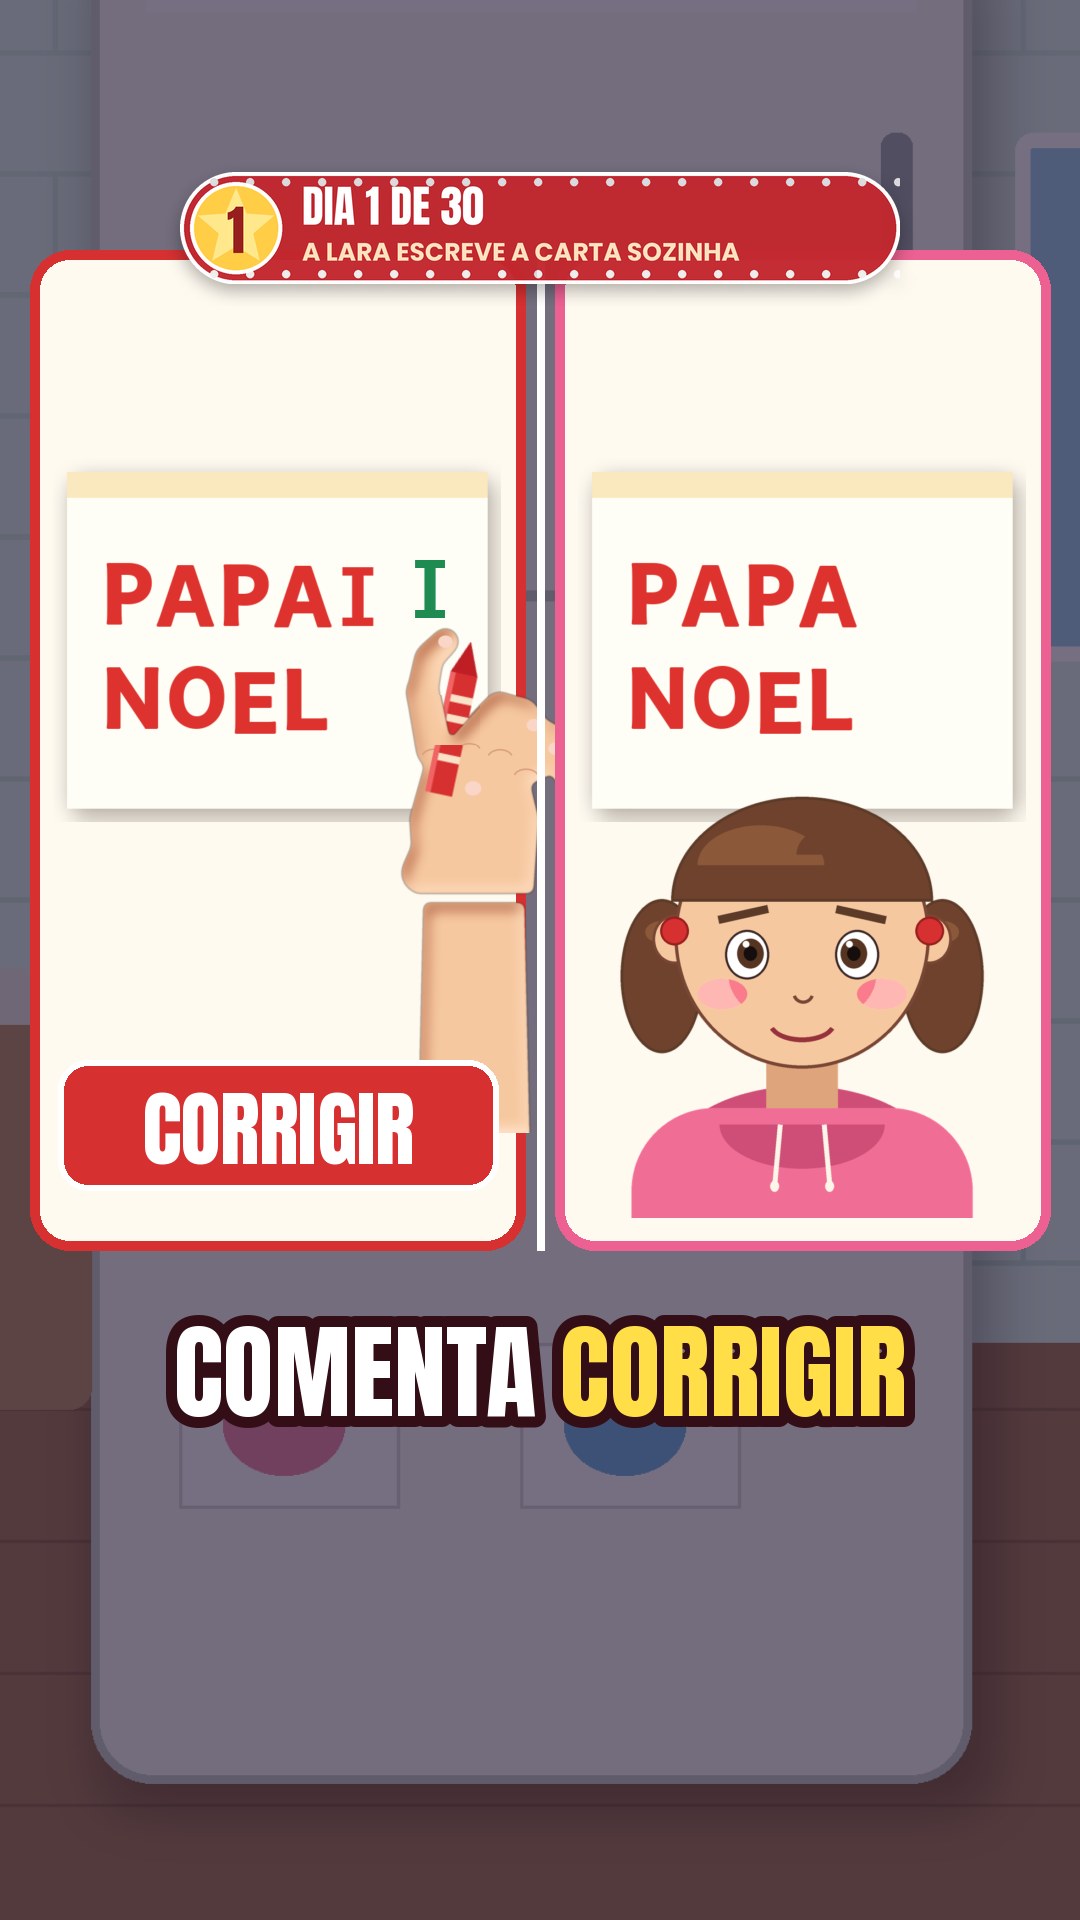 1
DIA 1 DE 30
A LARA ESCREVE A CARTA SOZINHA
PAPAI I
NOEL
CORRIGIR
PAPA
NOEL
COMENTA CORRIGIR